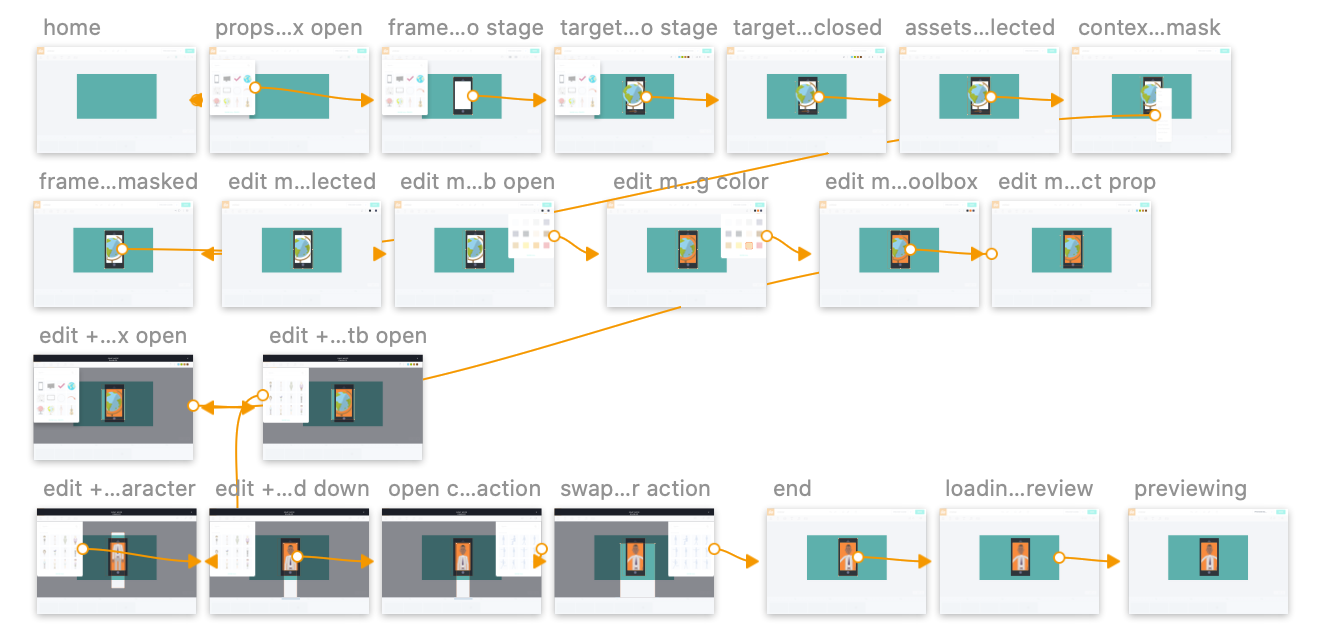 home
props...x open
frame...o stage
target...o stage
target...closed
assets...lected
contex...mask
frame...masked
edit m...lected
edit m...b open
edit m...g color
edit m...oolbox
edit m...ct prop
edit +...x open
edit +...tb open
edit +...aracter
edit +...d down
open c...action
swap...r action
end
loadin...review
previewing